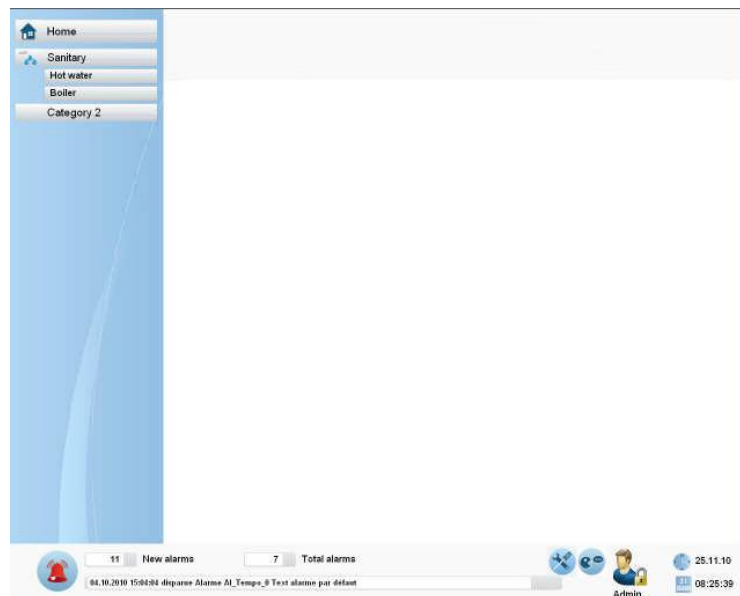 Home
Sanitary
Hot water
Boiler
Category 2
11 New alarms 7 Total alarms
04.10.2010 15:04:04 disparue Alarme Al_Tempo_0 Text alarme par défaut
Admin
25.11.10
08:25:39